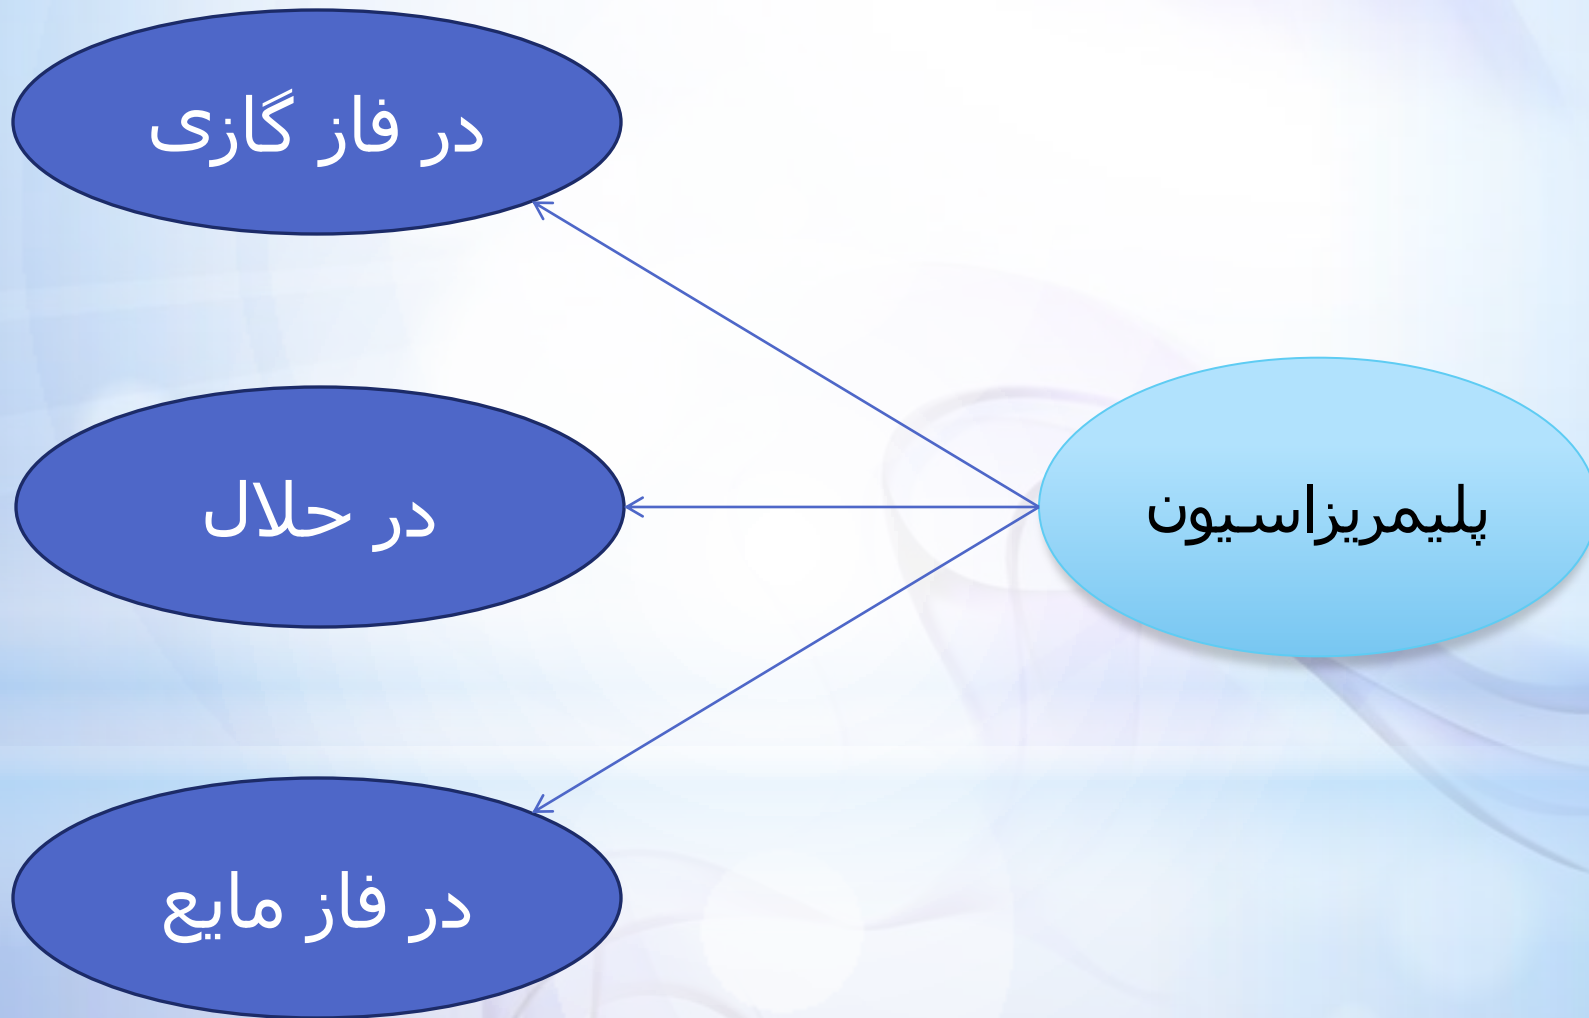 پلیمریزاسیون
در فاز گازی
در حلال
در فاز مایع